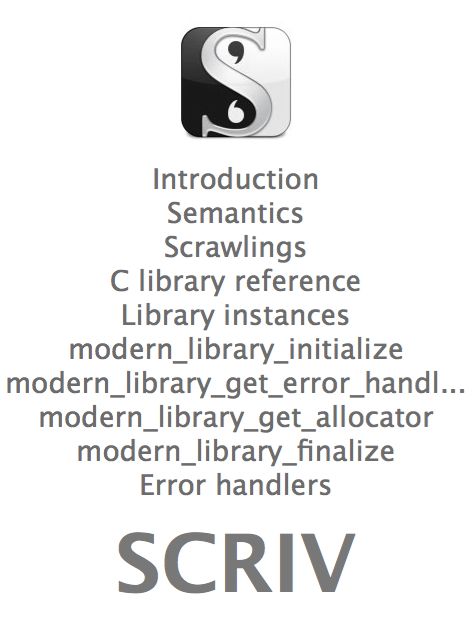 Introduction
Semantics
Scrawlings
C library reference
Library instances
modern_library_initialize
modern_library_get_error_handl...
modern_library_get_allocator
modern_library_finalize
Error handlers
SCRIV